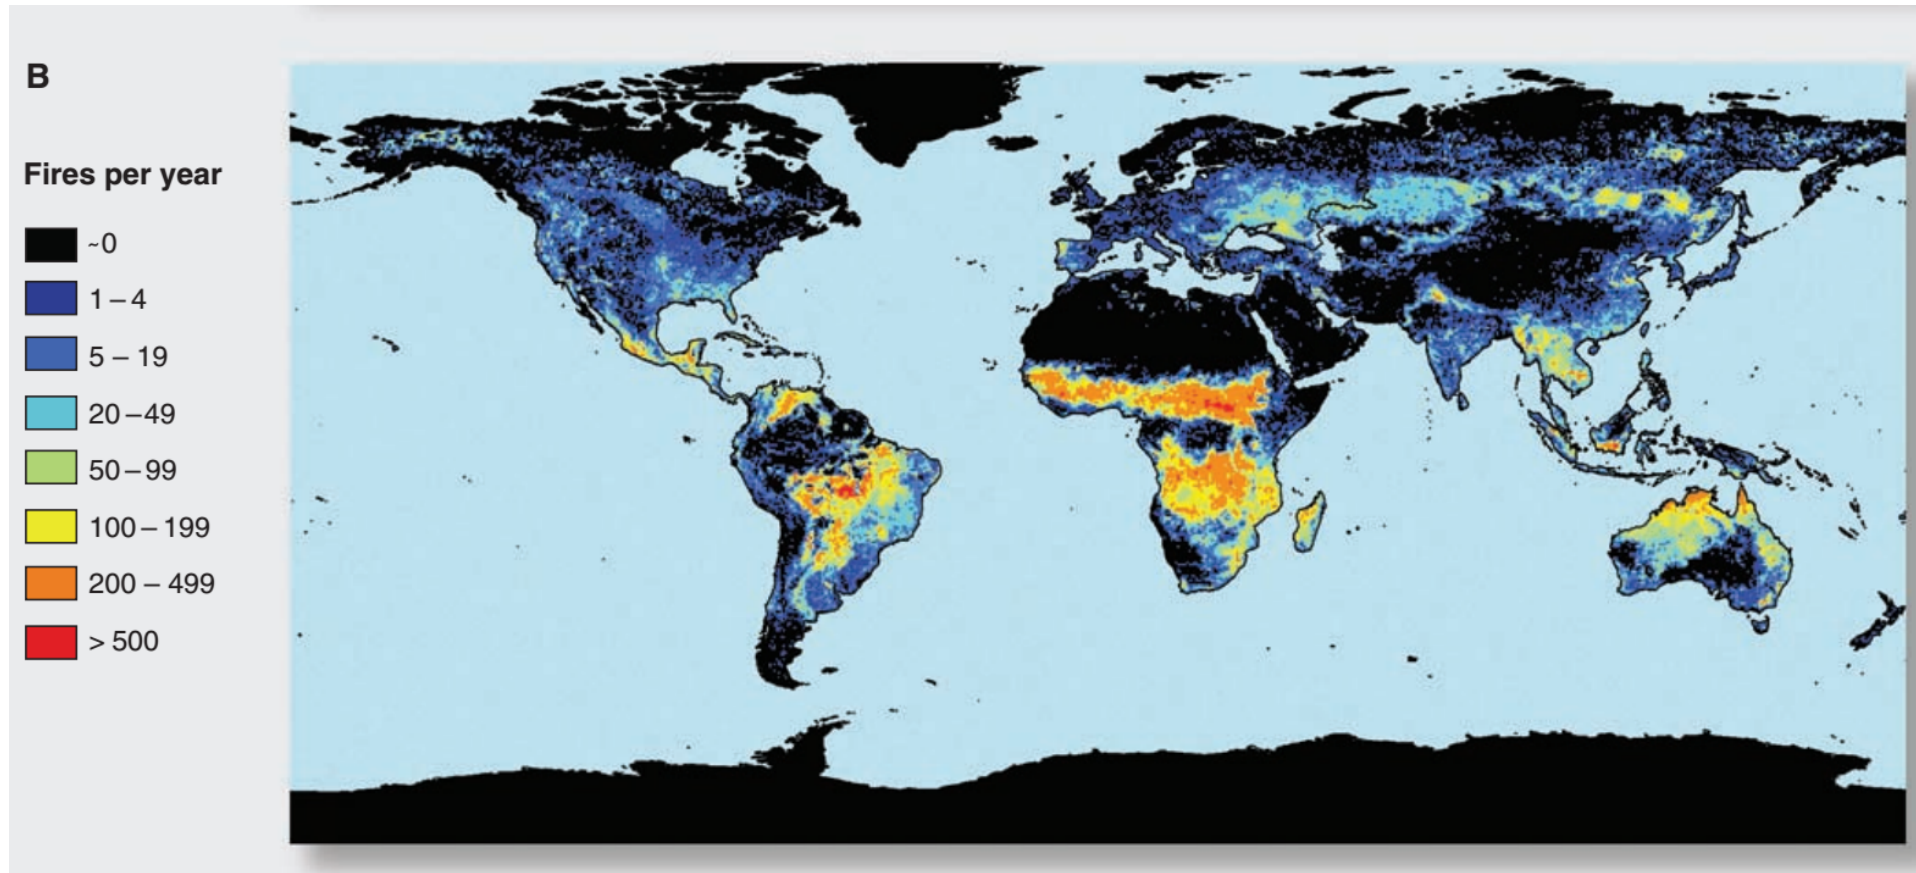 B
Fires per year
~0
1 – 4
5 – 19
20 – 49
50 – 99
100 – 199
200 – 499
> 500